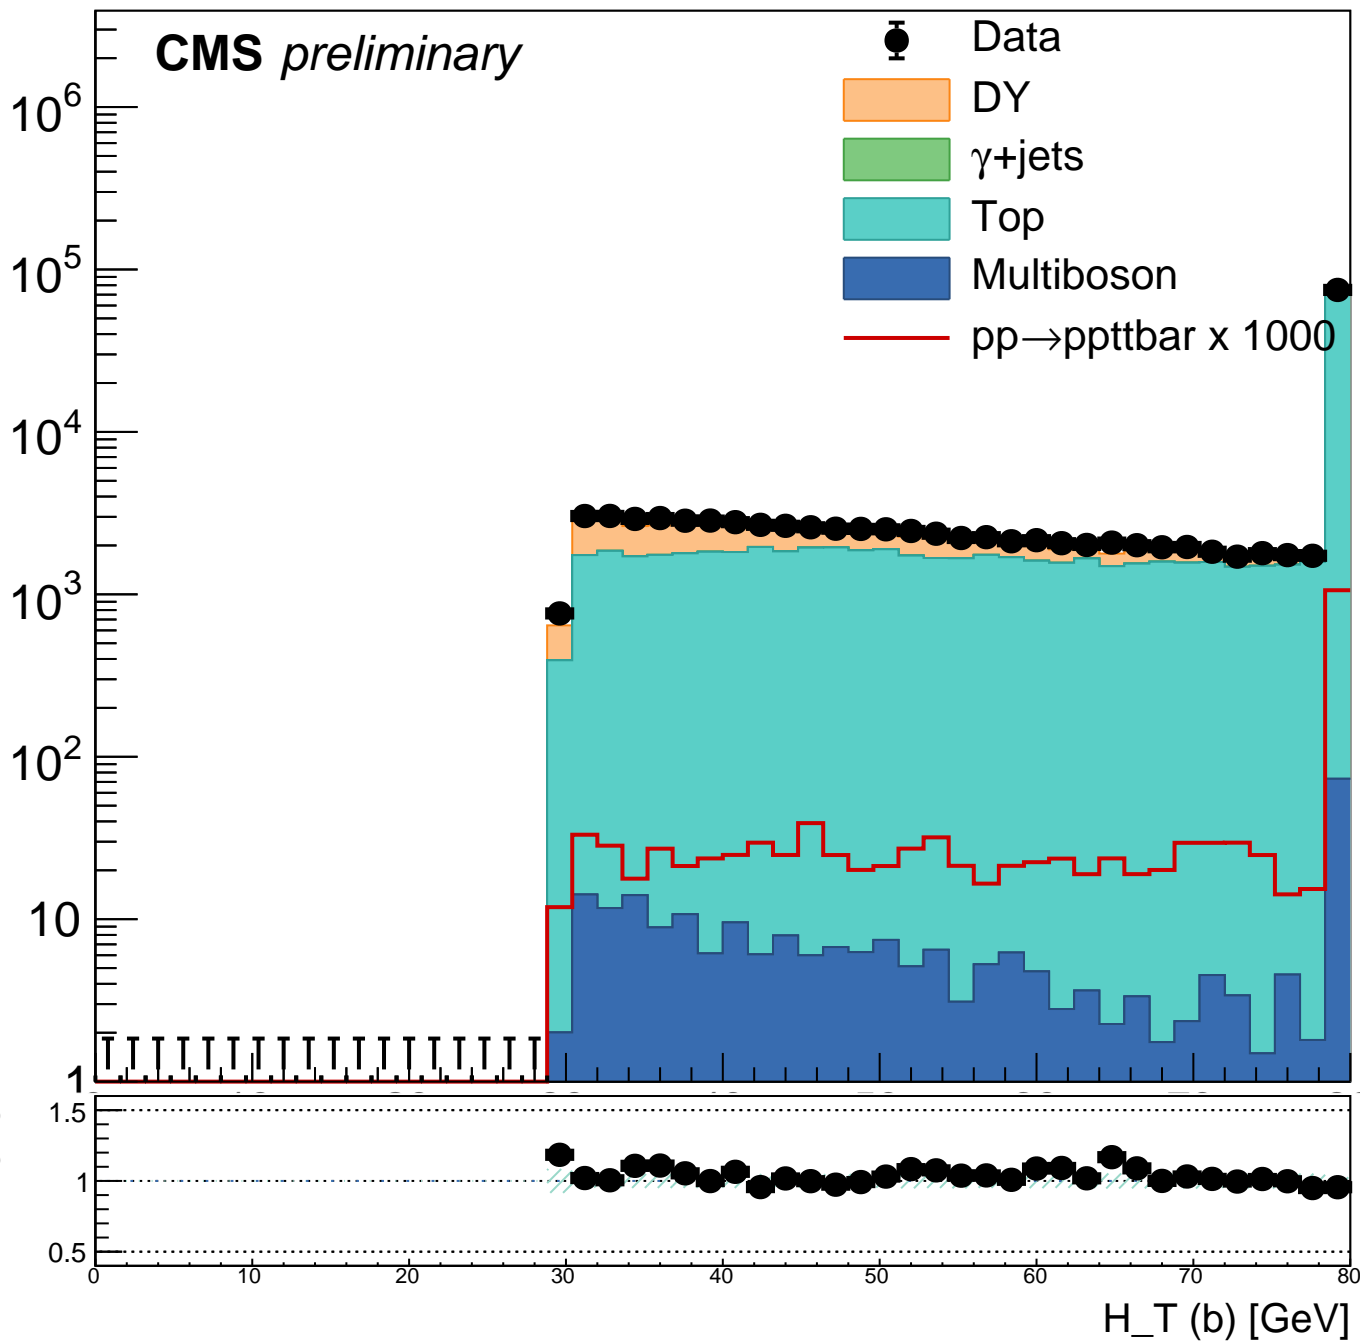 CMS preliminary
Data
DY
γ+jets
Top
Multiboson
pp→ppttbar x 1000
10^6
10^5
10^4
10^3
10^2
10
1
1.5
1
0.5
0 10 20 30 40 50 60 70 80
H_T (b) [GeV]